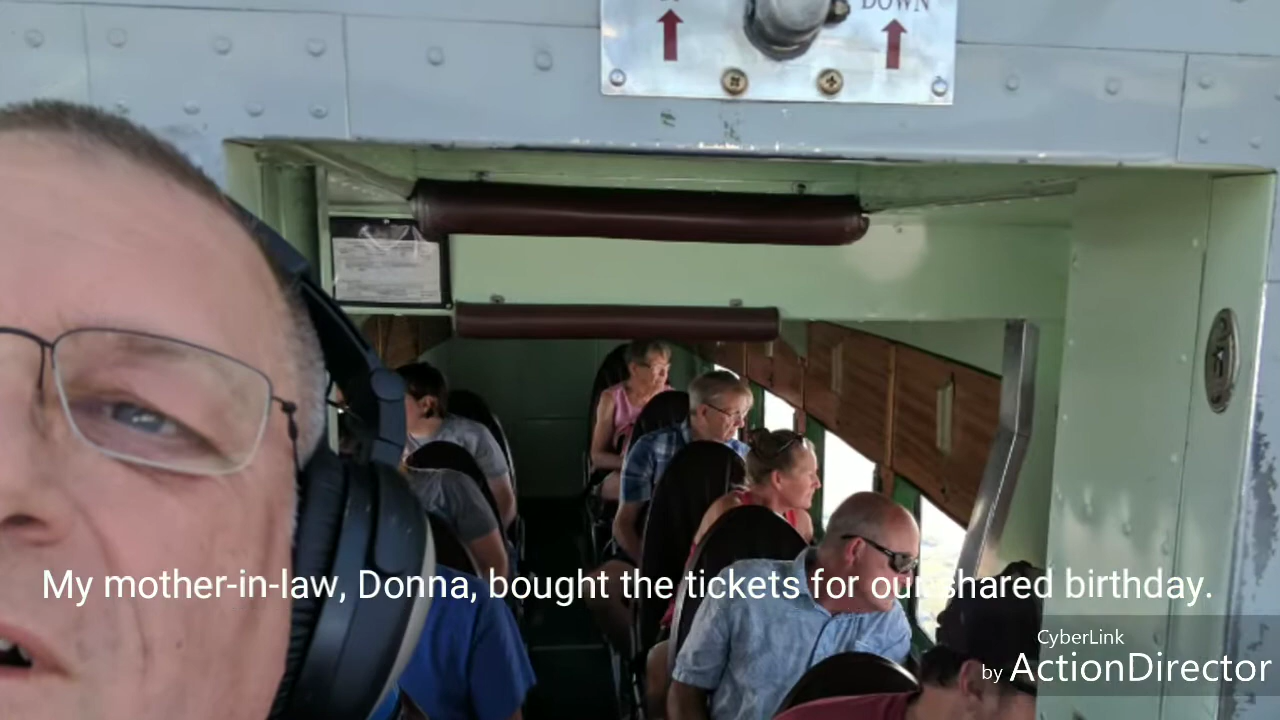 DOWN
My mother-in-law, Donna, bought the tickets for our shared birthday.
CyberLink
by ActionDirector